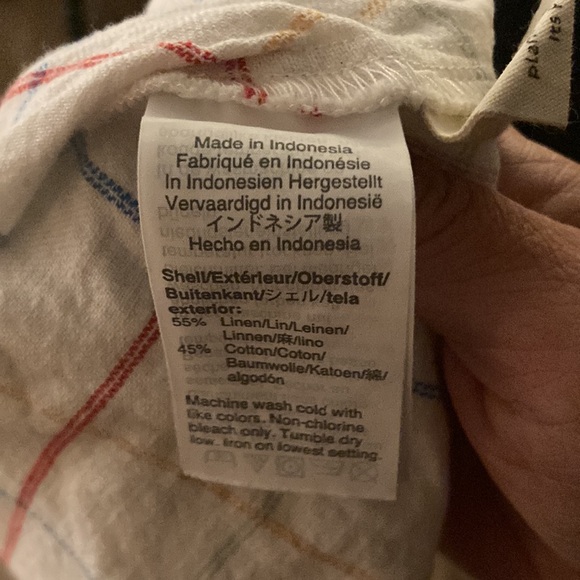 plai
its
Made in Indonesia
Fabriqué en Indonésie
In Indonesien Hergestellt
Vervaardigd in Indonesië
インドネシア製
Hecho en Indonesia
Shell/Extérieur/Oberstoff/
Buitenkant/シェル/tela
exterior:
55% Linen/Lin/Leinen/
Linnen/麻/lino
45% Cotton/Coton/
Baumwolle/Katoen/綿/
algodón
Machine wash cold with
like colors. Non-chlorine
bleach only. Tumble dry
low. Iron on lowest setting.